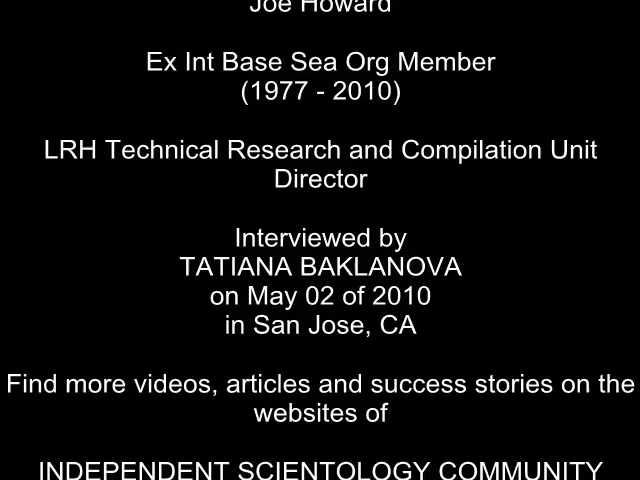 Joe Howard
Ex Int Base Sea Org Member
(1977 - 2010)
LRH Technical Research and Compilation Unit
Director
Interviewed by
TATIANA BAKLANOVA
on May 02 of 2010
in San Jose, CA
Find more videos, articles and success stories on the
websites of
INDEPENDENT SCIENTOLOGY COMMUNITY